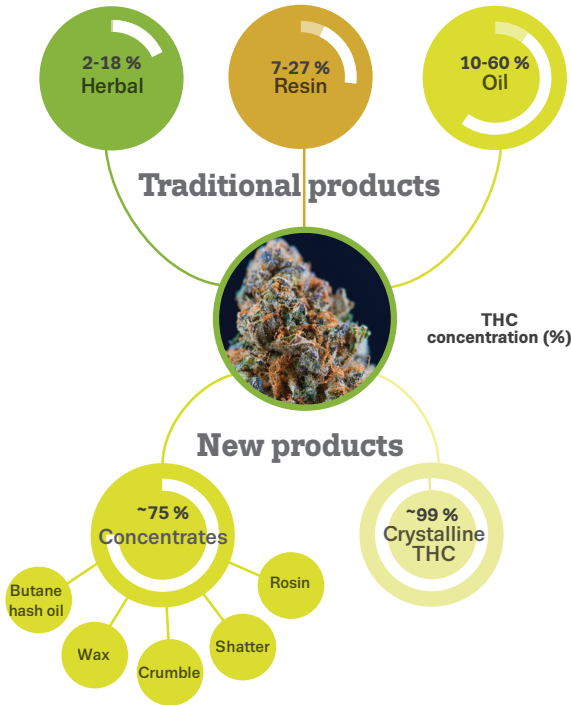 2-18 %
Herbal
7-27 %
Resin
10-60 %
Oil
Traditional products
THC
concentration (%)
New products
~75 %
Concentrates
~99 %
Crystalline
THC
Butane
hash oil
Wax
Crumble
Shatter
Rosin